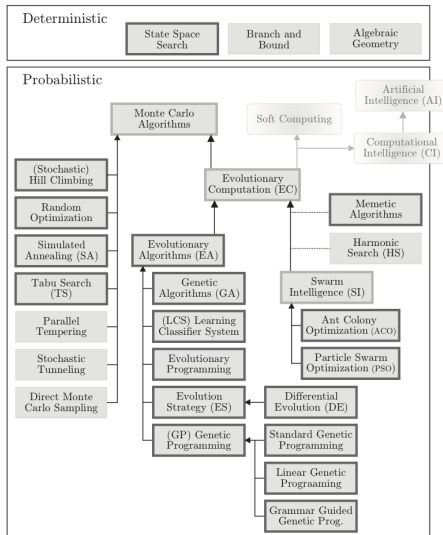 Deterministic
State Space
Search
Branch and
Bound
Algebraic
Geometry
Probabilistic
Artificial
Intelligence (AI)
Monte Carlo
Algorithms
Soft Computing
Computational
Intelligence (CI)
(Stochastic)
Hill Climbing
Evolutionary
Computation (EC)
Random
Optimization
Memetic
Algorithms
Simulated
Annealing (SA)
Evolutionary
Algorithms (EA)
Harmonic
Search (HS)
Tabu Search
(TS)
Genetic
Algorithms (GA)
Swarm
Intelligence (SI)
Parallel
Tempering
(LCS) Learning
Classifier System
Ant Colony
Optimization (ACO)
Stochastic
Tunneling
Evolutionary
Programming
Particle Swarm
Optimization (PSO)
Direct Monte
Carlo Sampling
Evolution
Strategy (ES)
Differential
Evolution (DE)
(GP) Genetic
Programming
Standard Genetic
Programming
Linear Genetic
Prograaming
Grammar Guided
Genetic Prog.